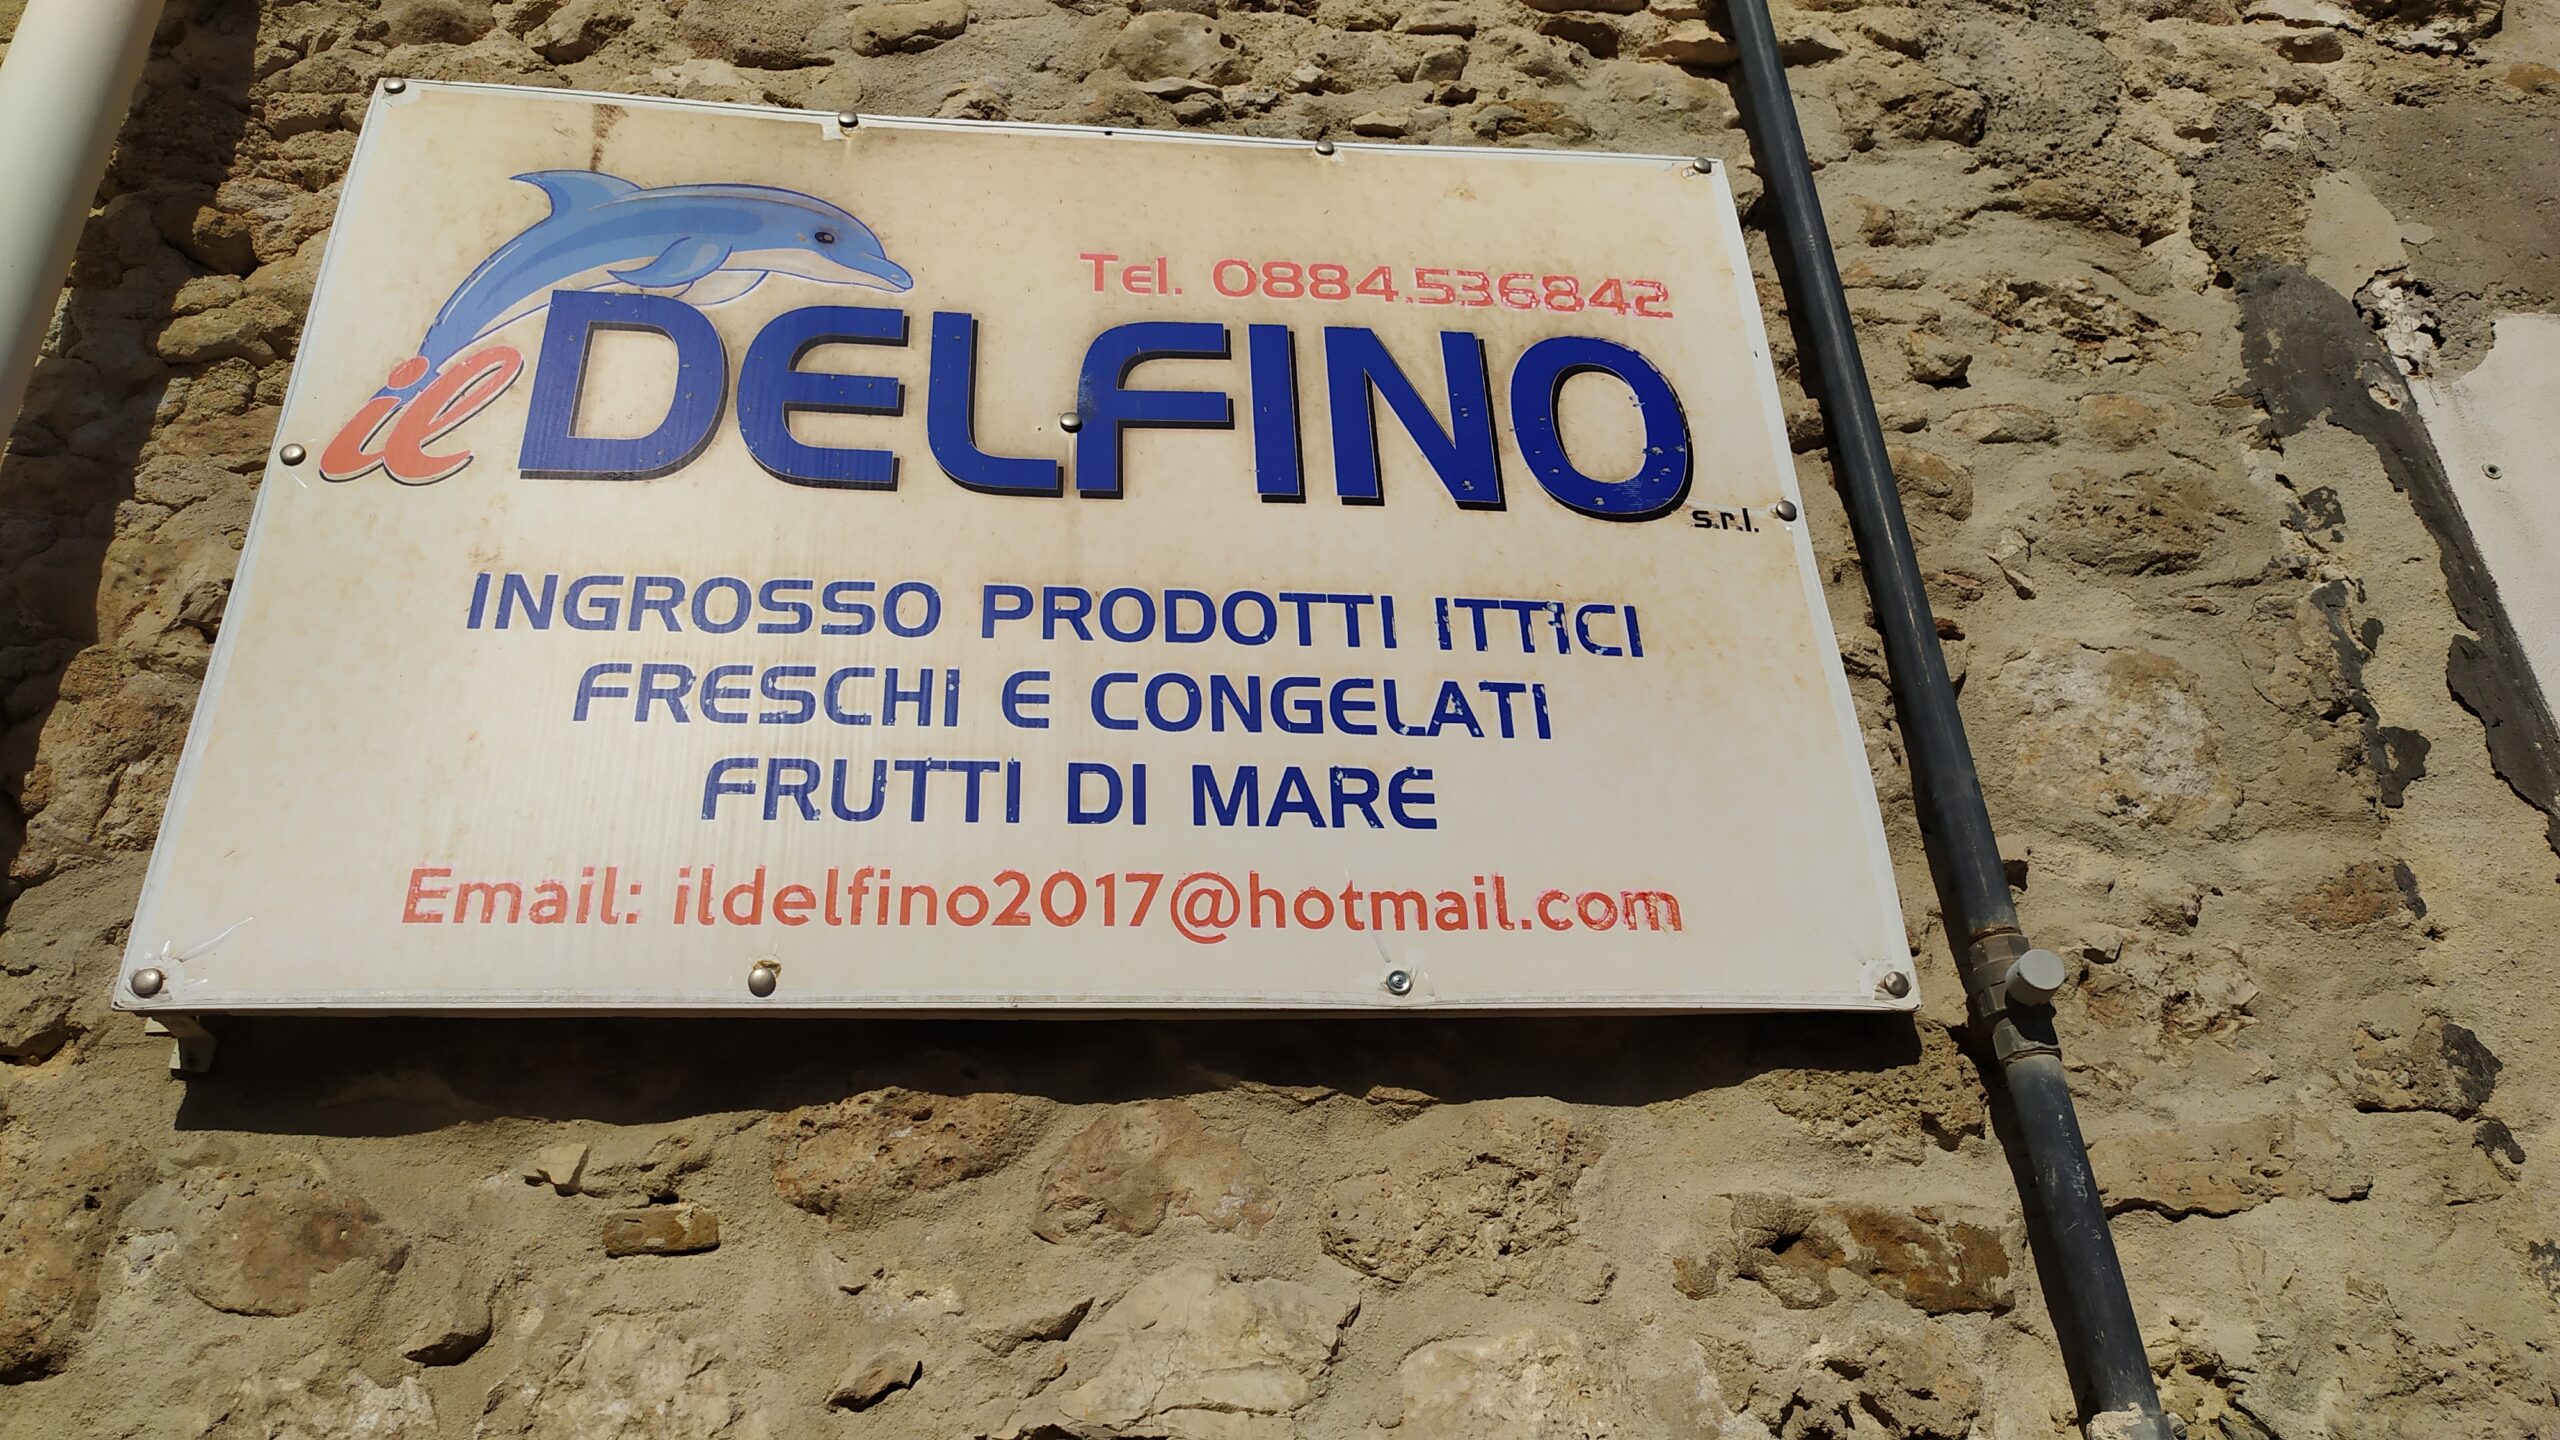 Tel. 0884.536842
il DELFINO s.r.l.
INGROSSO PRODOTTI ITTICI
FRESCHI E CONGELATI
FRUTTI DI MARE
Email: ildelfino2017@hotmail.com